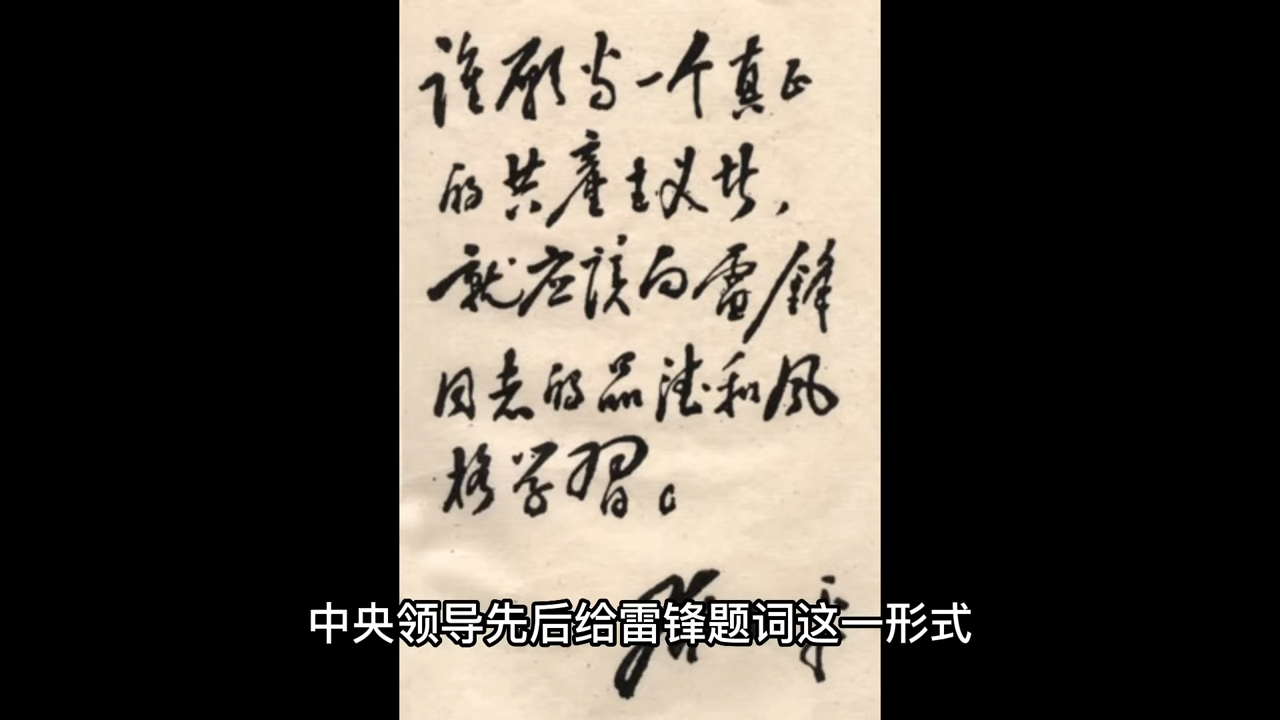 谁愿当一个真正
的共產主义者，
就应该向雷锋
同志的品德和风
格学習。
中央领导先后给雷锋题词这一形式